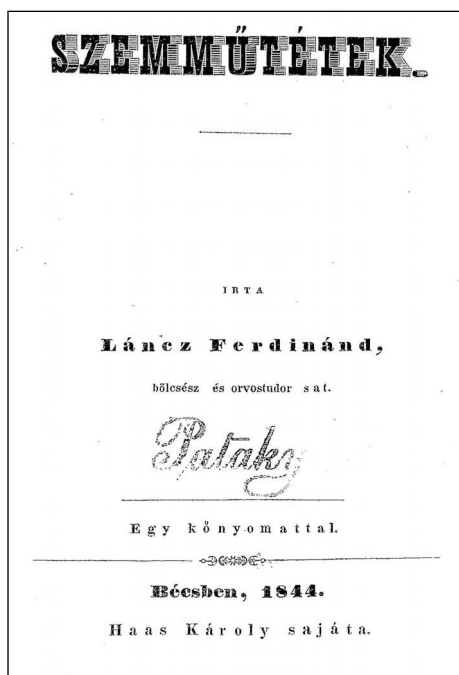 SZEMMŰTÉTEK.
IRTA
Láncz Ferdinánd,
bölcsész és orvostudor sat.
Pataky
Egy kőnyomattal.
Bécsben, 1844.
Haas Károly sajáta.